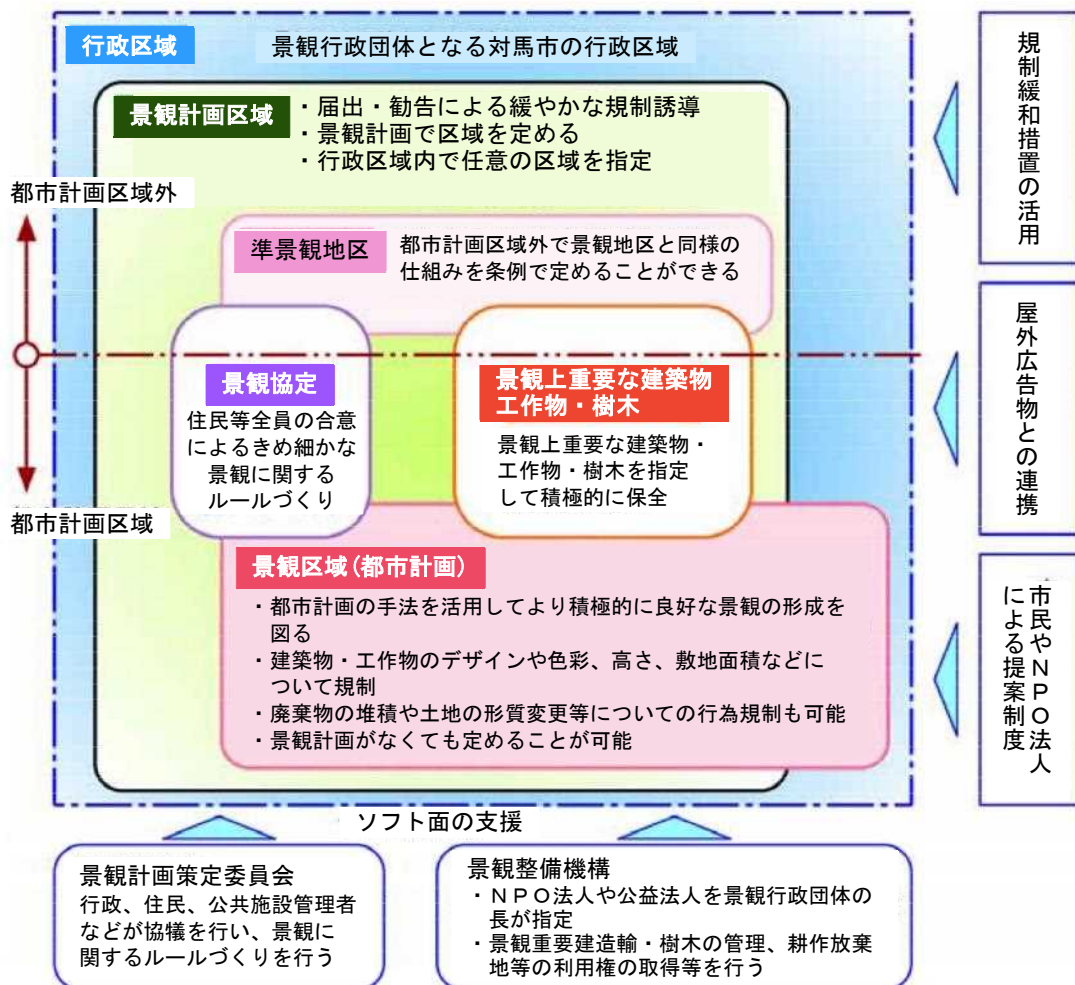 行政区域
景観行政団体となる対馬市の行政区域
景観計画区域
・届出・勧告による緩やかな規制誘導
・景観計画で区域を定める
・行政区域内で任意の区域を指定
都市計画区域外
準景観地区
都市計画区域外で景観地区と同様の
仕組みを条例で定めることができる
景観協定
住民等全員の合意
によるきめ細かな
景観に関する
ルールづくり
景観上重要な建築物
工作物・樹木
景観上重要な建築物・
工作物・樹木を指定
して積極的に保全
都市計画区域
景観区域(都市計画)
・都市計画の手法を活用してより積極的に良好な景観の形成を
図る
・建築物・工作物のデザインや色彩、高さ、敷地面積などに
ついて規制
・廃棄物の堆積や土地の形質変更等についての行為規制も可能
・景観計画がなくても定めることが可能
規制緩和措置の活用
屋外広告物との連携
市民やNPO法人
による提案制度
ソフト面の支援
景観計画策定委員会
行政、住民、公共施設管理者
などが協犠を行い、景観に
関するルールづくりを行う
景観整備機構
・NPO法人や公益法人を景観行政団体の
長が指定
・景観重要建造輸・樹木の管理、耕作放棄
地等の利用権の取得等を行う